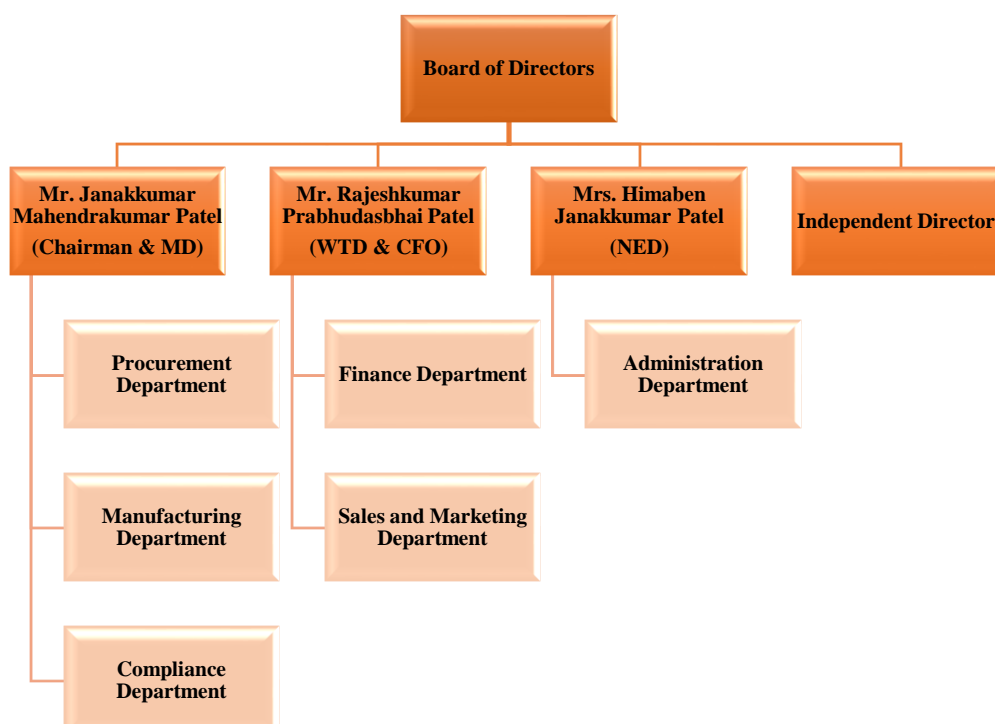 Board of Directors
Mr. Janakkumar
Mahendrakumar Patel
(Chairman & MD)
Mr. Rajeshkumar
Prabhudasbhai Patel
(WTD & CFO)
Mrs. Himaben
Janakkumar Patel
(NED)
Independent Director
Procurement
Department
Manufacturing
Department
Compliance
Department
Finance Department
Sales and Marketing
Department
Administration
Department